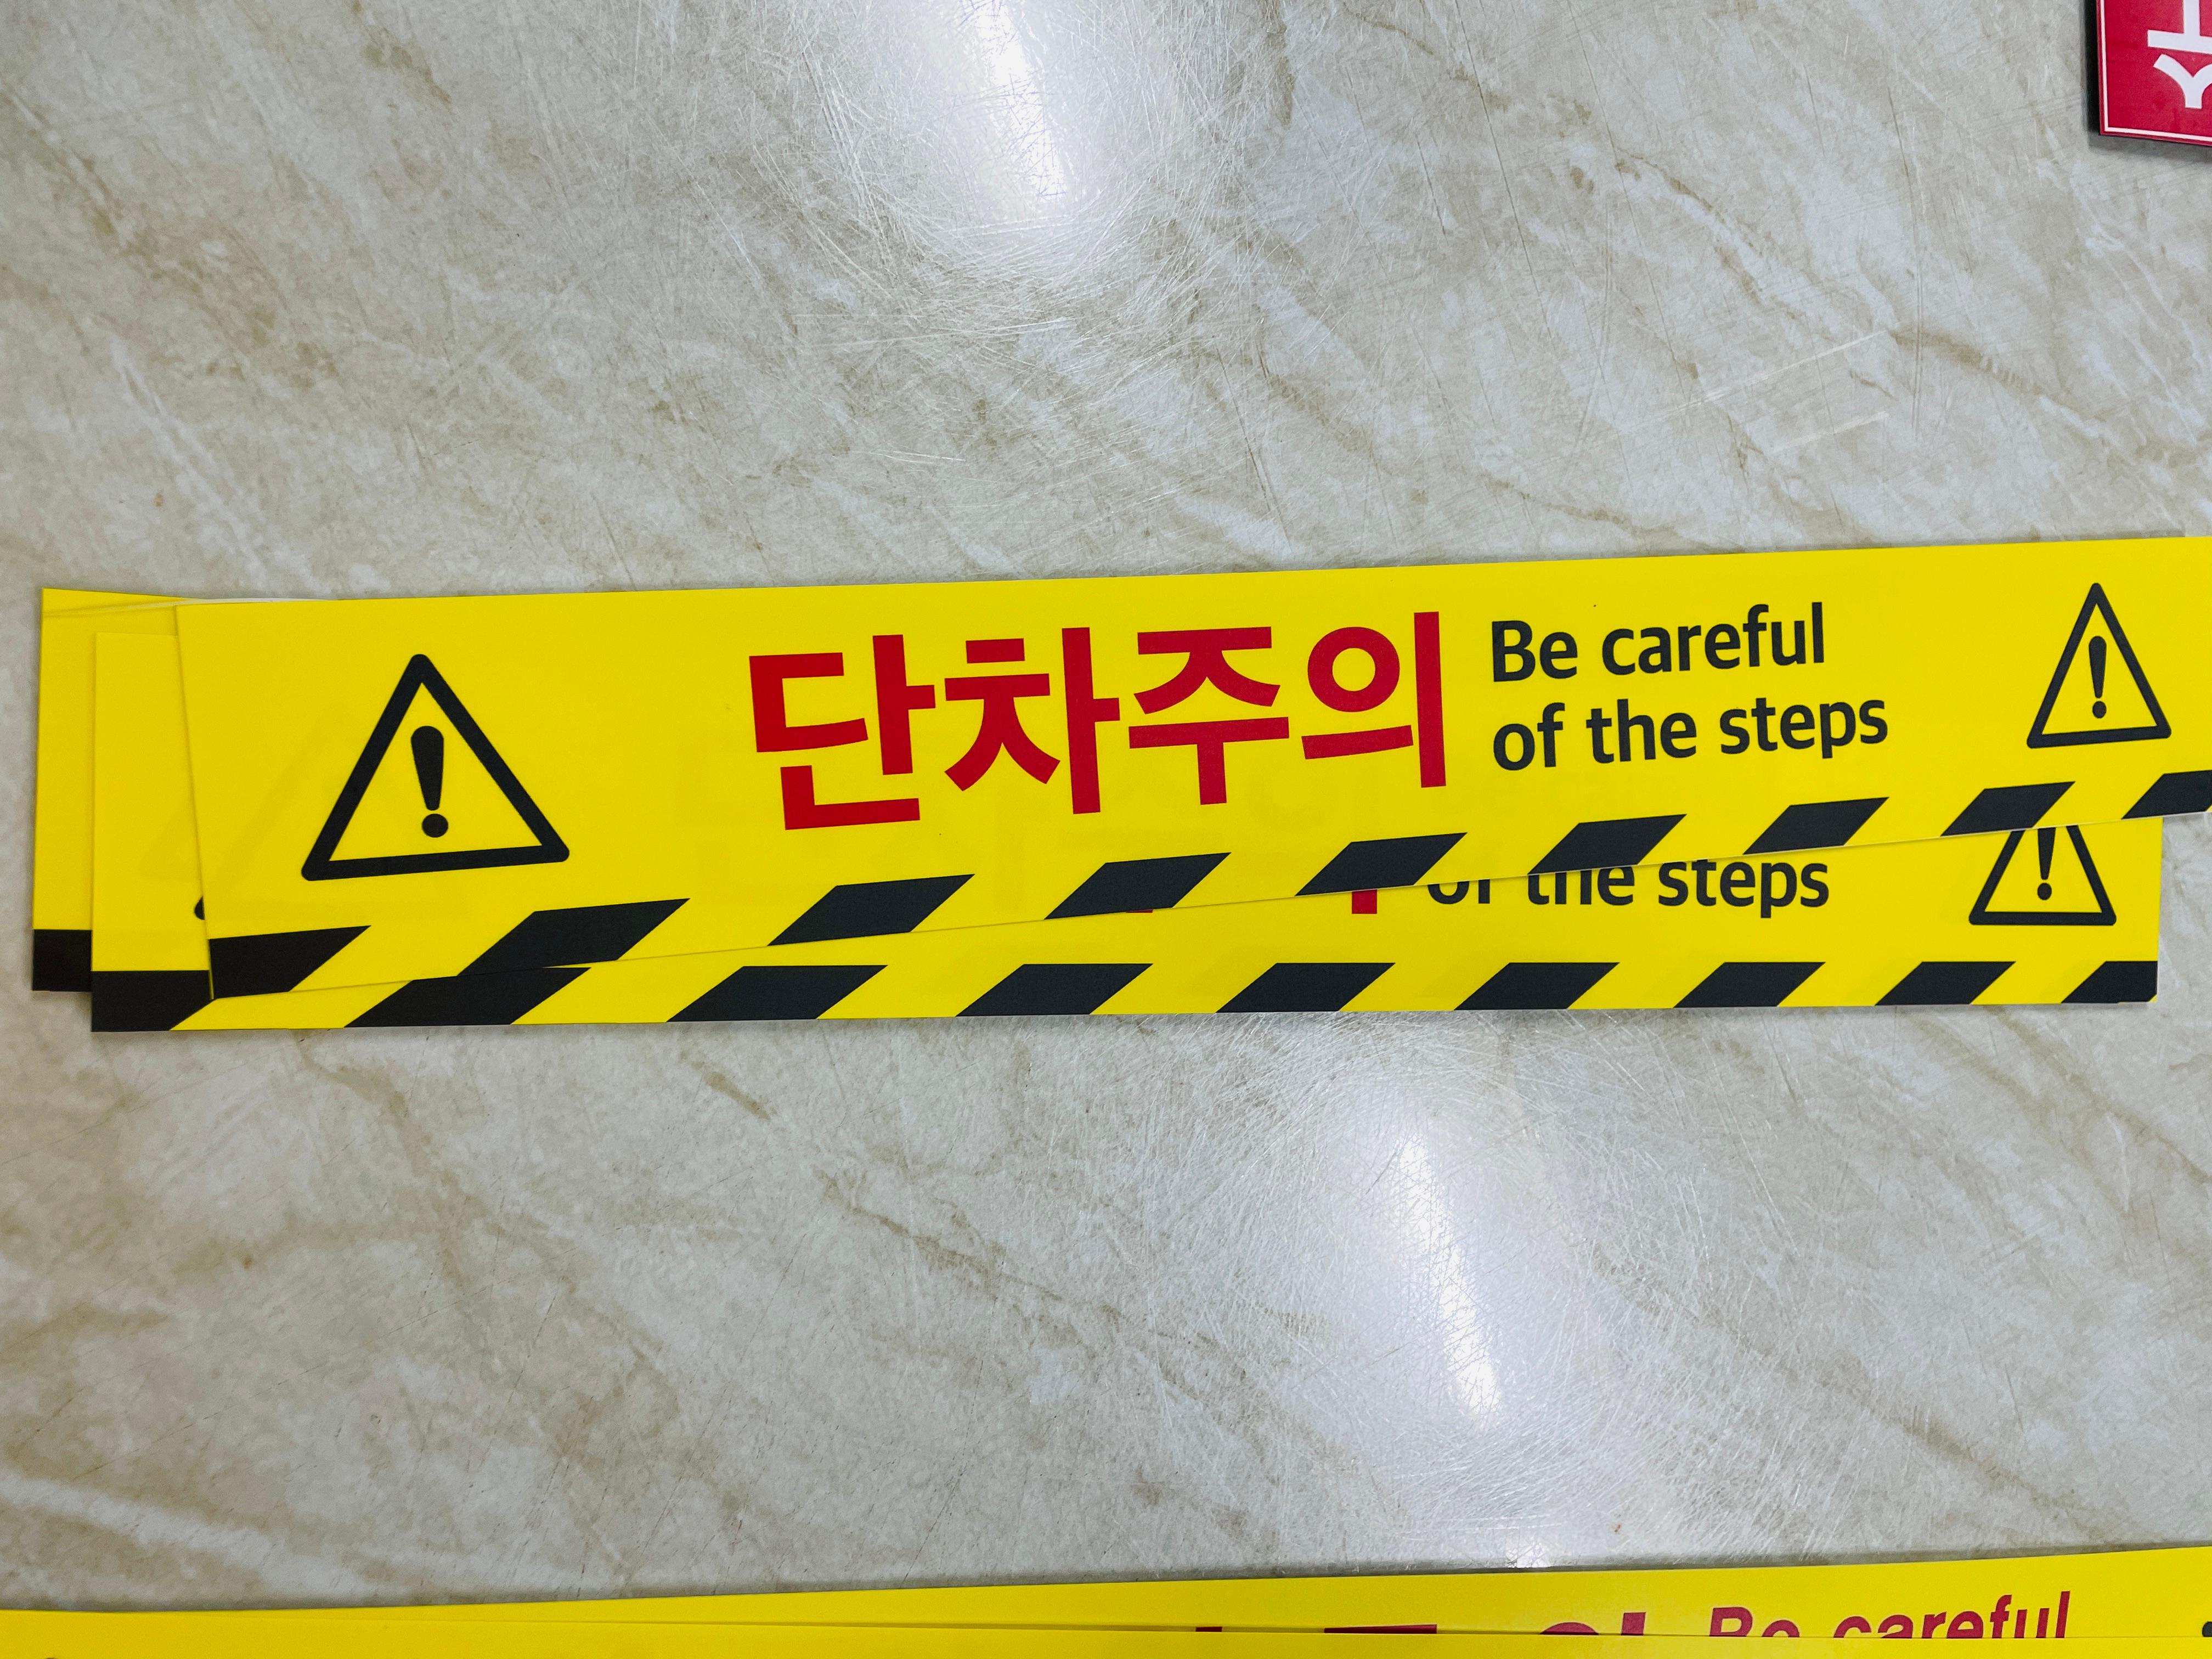 단차주의
Be careful
of the steps
of the steps
Be careful